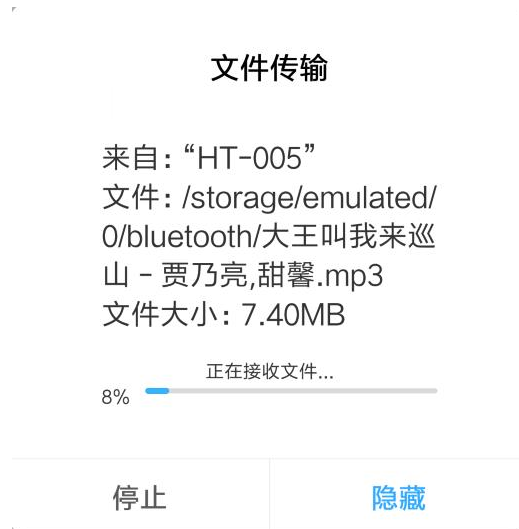 文件传输
来自：“HT-005”
文件：/storage/emulated/
0/bluetooth/大王叫我来巡
山 - 贾乃亮,甜馨.mp3
文件大小：7.40MB
正在接收文件...
8%
停止
隐藏